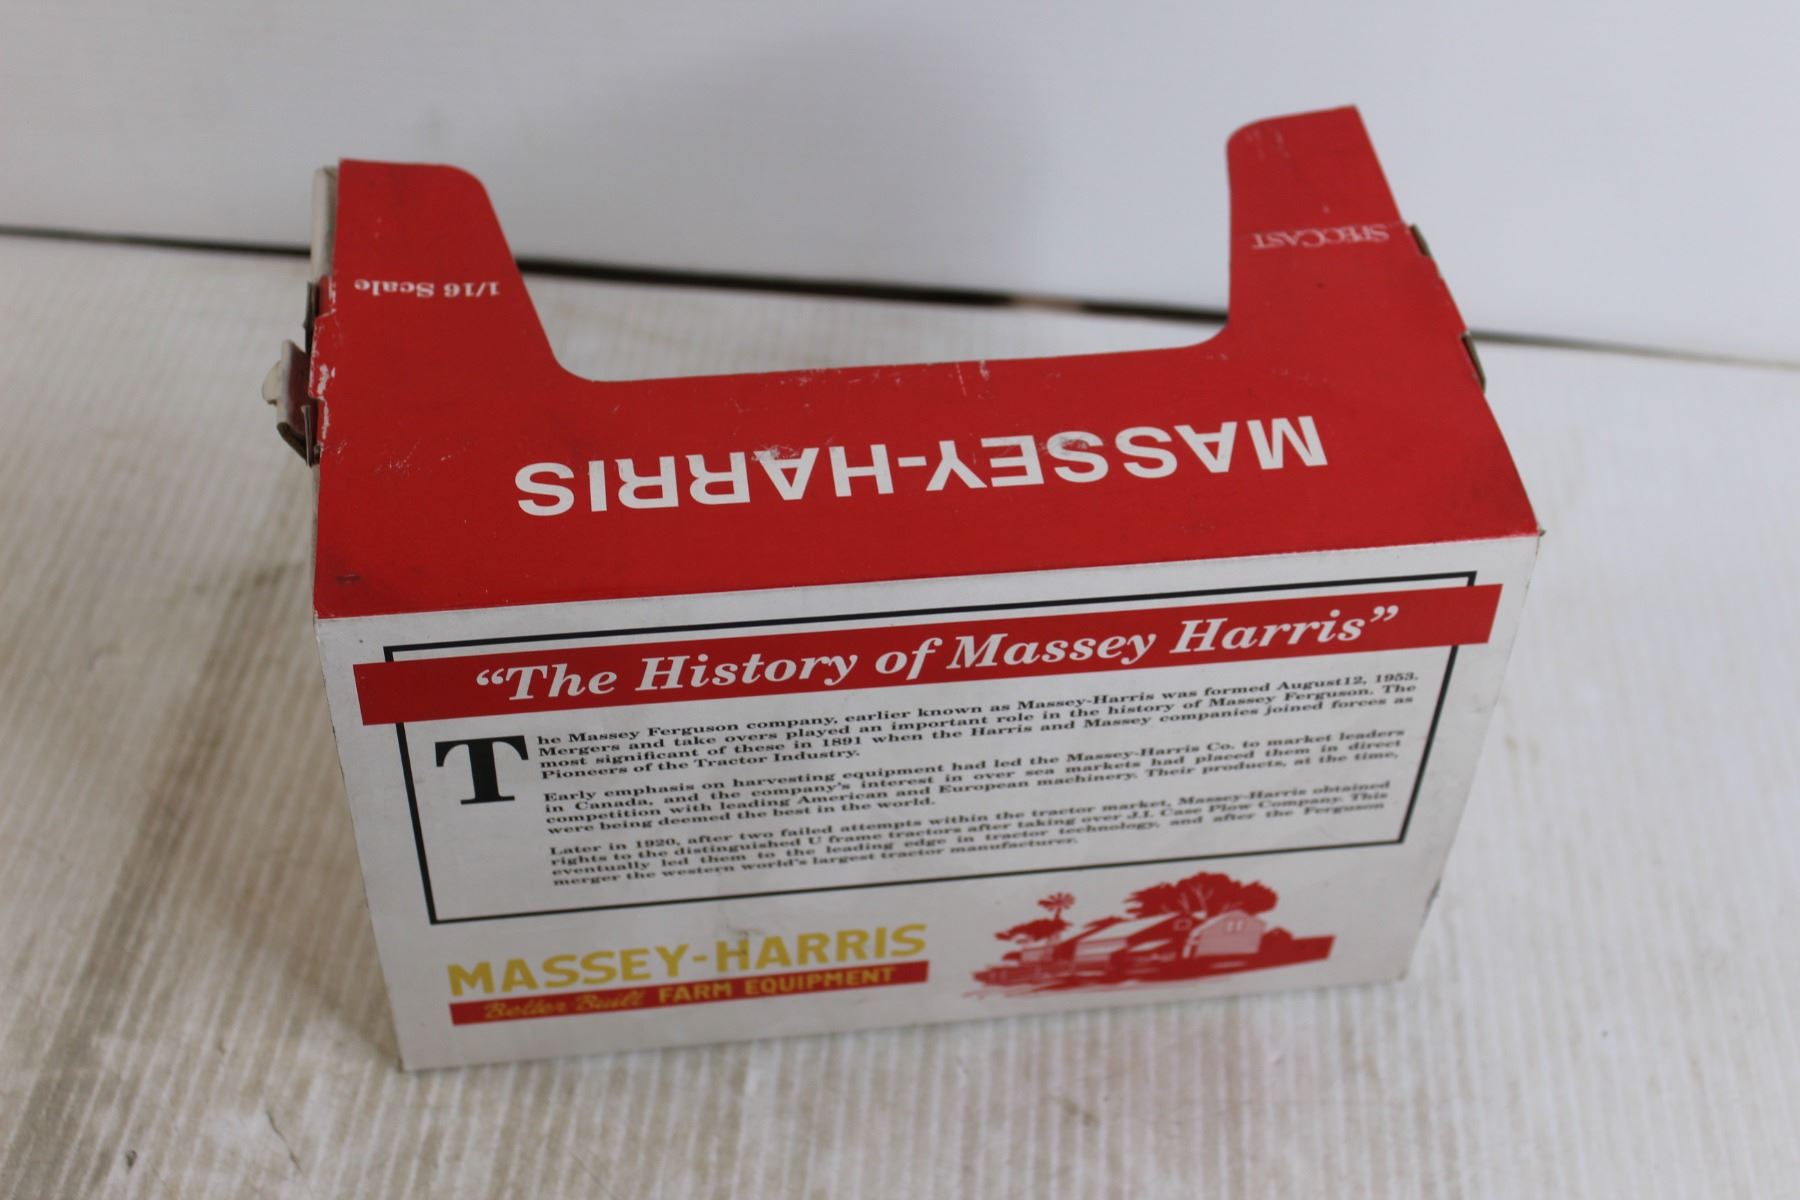 1/16 Scale
SPECCAST
MASSEY-HARRIS
“The History of Massey Harris”
The Massey Ferguson company, earlier known as Massey-Harris was formed August12, 1953.
Mergers and take overs played an important role in the history of Massey Ferguson. The
most significant of these in 1891 when the Harris and Massey companies joined forces as
Pioneers of the Tractor Industry.
Early emphasis on harvesting equipment had led the Massey-Harris Co. to market leaders
in Canada, and the company's interest in over sea markets had placed them in direct
competition with leading American and European machinery. Their products, at the time,
were being deemed the best in the world.
Later in 1920, after two failed attempts within the tractor market, Massey-Harris obtained
rights to the distinguished U frame tractors after taking over J.I. Case Plow Company. This
eventually led them to the leading edge in tractor technology, and after the Ferguson
merger the western world's largest tractor manufacturer.
MASSEY-HARRIS
Better Built FARM EQUIPMENT